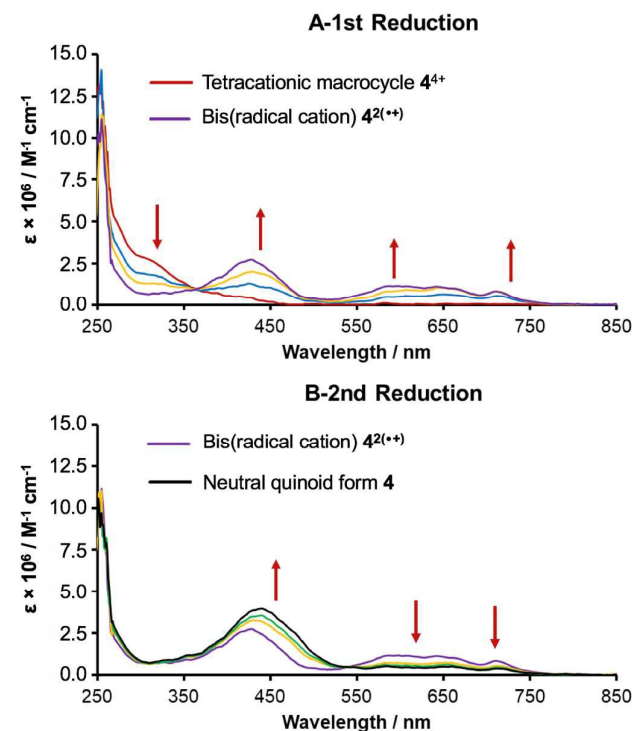 A-1st Reduction
15.0
12.5
10.0
7.5
5.0
2.5
0.0
ε × 10⁶ / M⁻¹ cm⁻¹
Tetracationic macrocycle 4⁴⁺
Bis(radical cation) 4²⁽•⁺⁾
250 350 450 550 650 750 850
Wavelength / nm
B-2nd Reduction
15.0
12.5
10.0
7.5
5.0
2.5
0.0
ε × 10⁶ / M⁻¹ cm⁻¹
Bis(radical cation) 4²⁽•⁺⁾
Neutral quinoid form 4
250 350 450 550 650 750 850
Wavelength / nm